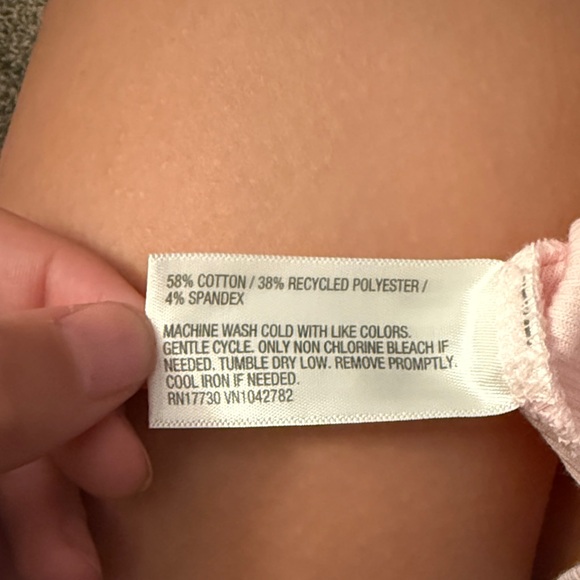 58% COTTON / 38% RECYCLED POLYESTER /
4% SPANDEX
MACHINE WASH COLD WITH LIKE COLORS.
GENTLE CYCLE. ONLY NON CHLORINE BLEACH IF
NEEDED. TUMBLE DRY LOW. REMOVE PROMPTLY.
COOL IRON IF NEEDED.
RN17730 VN1042782